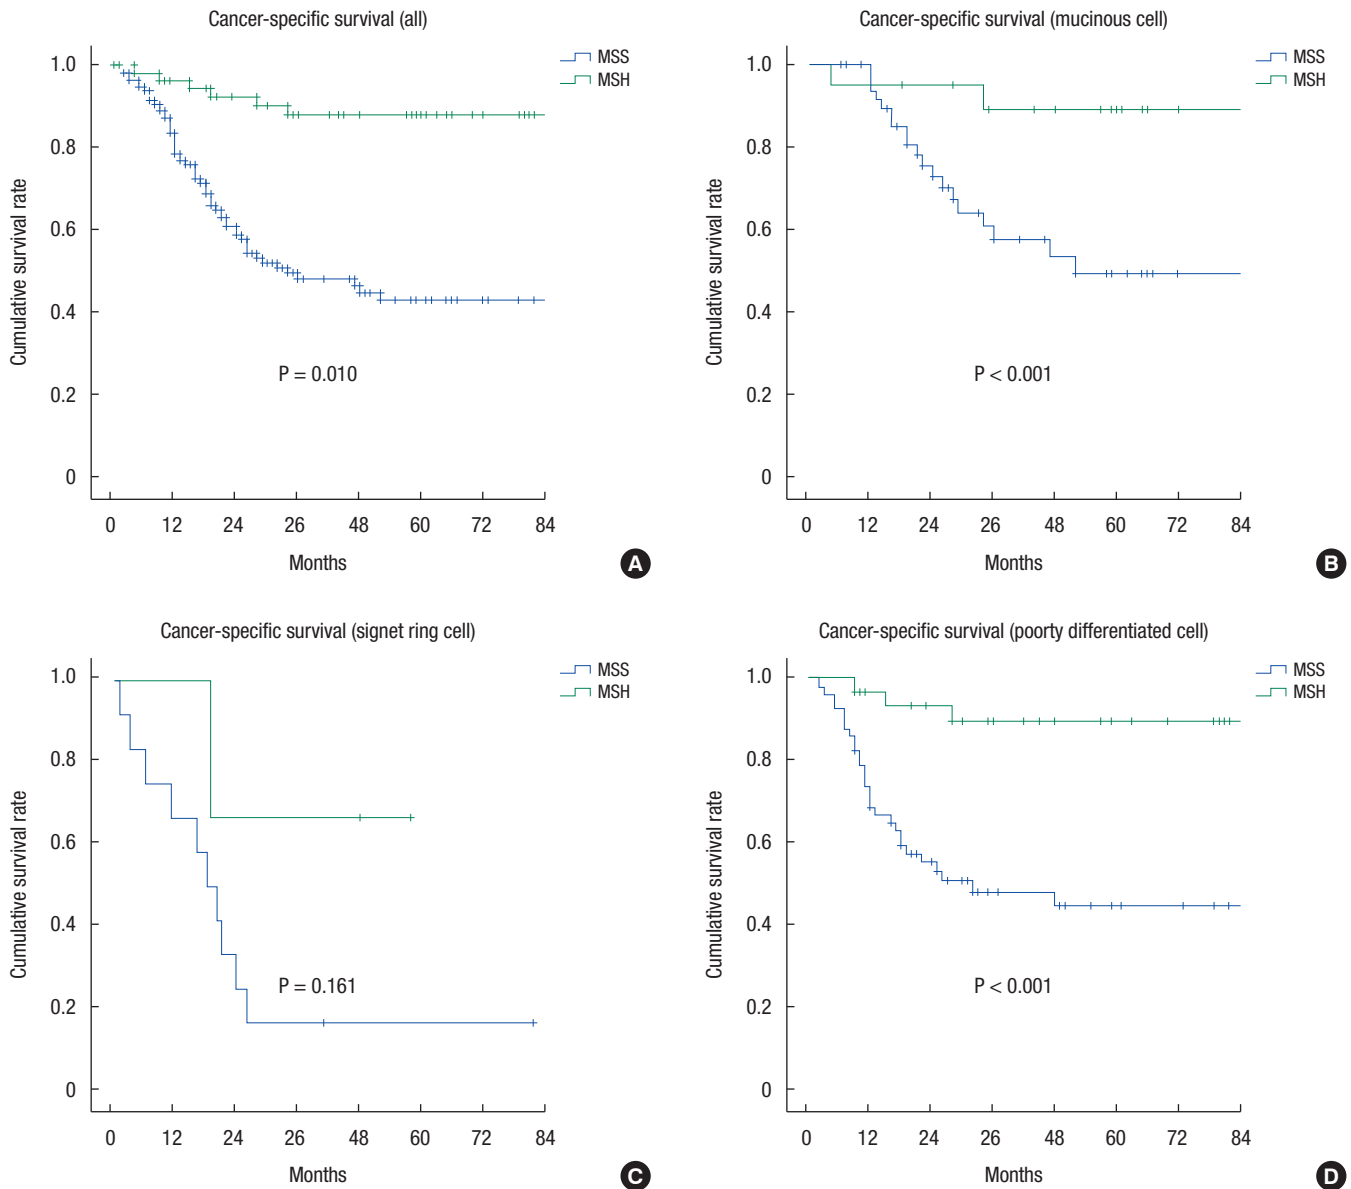 Cancer-specific survival (all)
MSS
MSH
1.0
0.8
0.6
0.4
0.2
0
Cumulative survival rate
P = 0.010
0 12 24 26 48 60 72 84
Months
A
Cancer-specific survival (mucinous cell)
MSS
MSH
1.0
0.8
0.6
0.4
0.2
0
Cumulative survival rate
P < 0.001
0 12 24 26 48 60 72 84
Months
B
Cancer-specific survival (signet ring cell)
MSS
MSH
1.0
0.8
0.6
0.4
0.2
0
Cumulative survival rate
P = 0.161
0 12 24 26 48 60 72 84
Months
C
Cancer-specific survival (poorty differentiated cell)
MSS
MSH
1.0
0.8
0.6
0.4
0.2
0
Cumulative survival rate
P < 0.001
0 12 24 26 48 60 72 84
Months
D